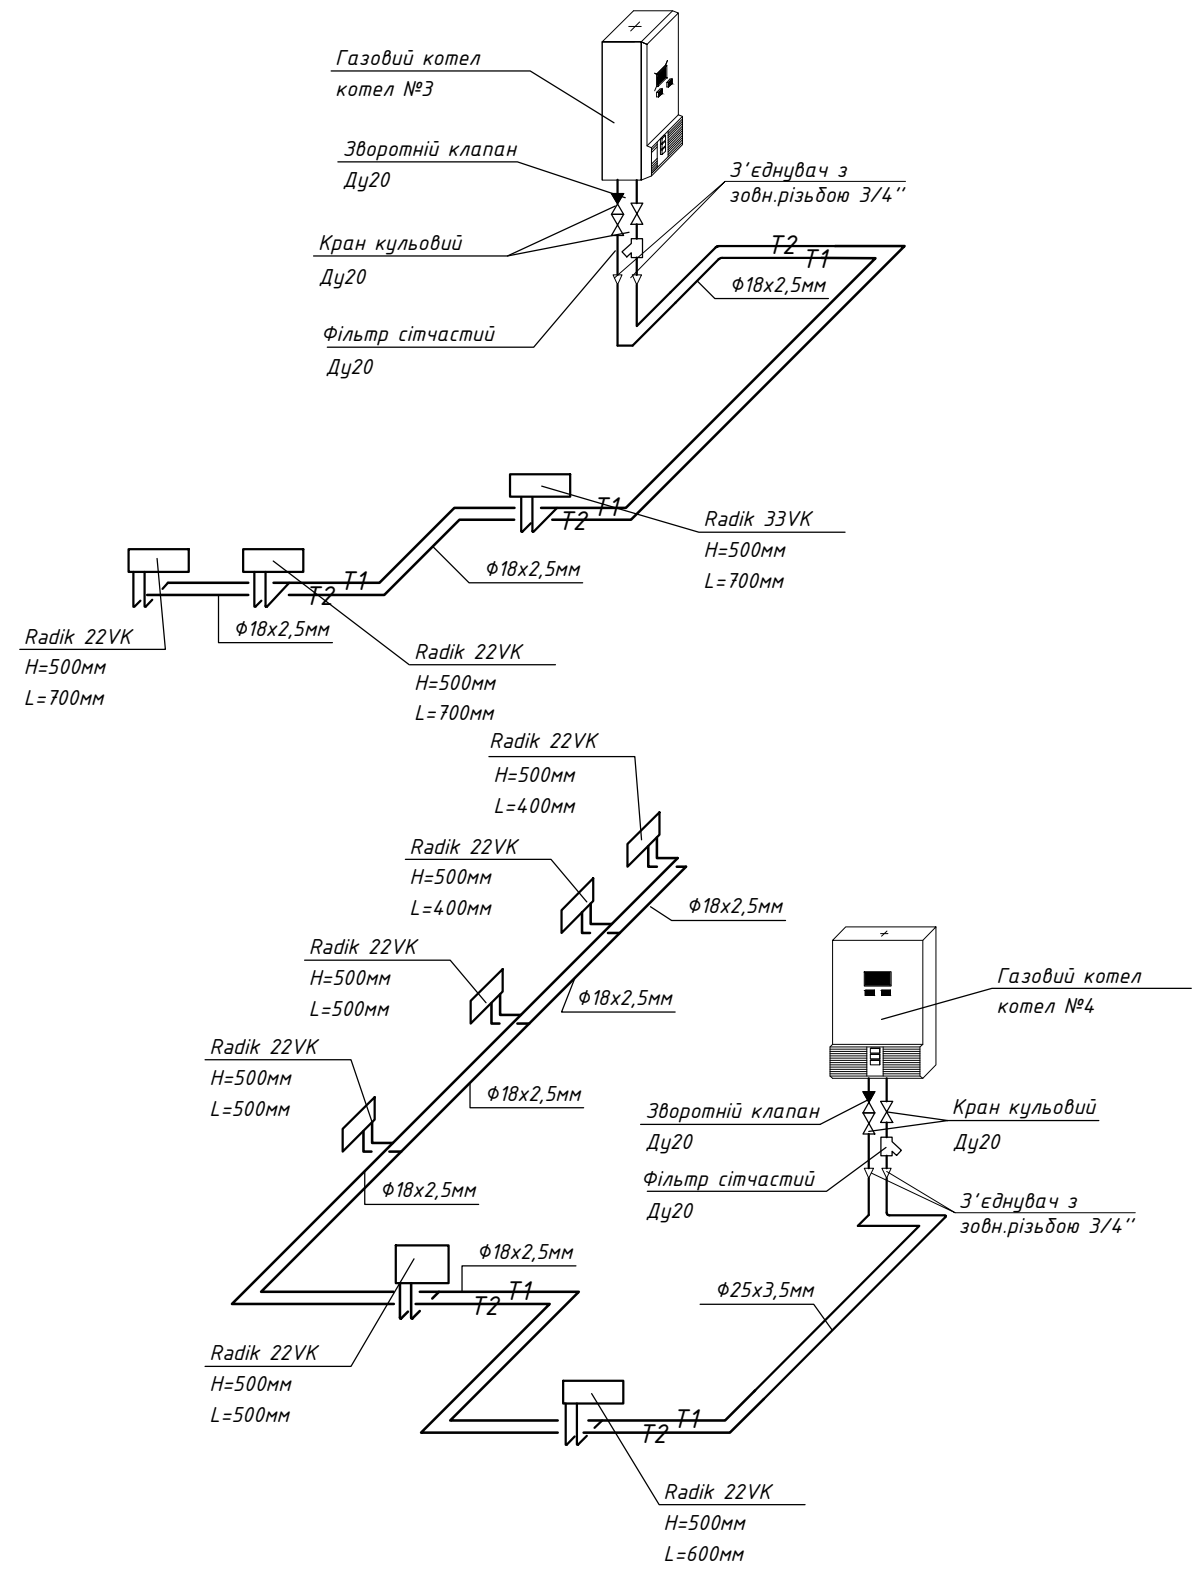 Газовий котел
котел №3
Зворотній клапан
Ду20
З'єднувач з
зовн.різьбою 3/4''
Кран кульовий
Ду20
T2
T1
Ф18х2,5мм
Фільтр сітчастий
Ду20
T1
T2
Radik 33VK
H=500мм
L=700мм
Ф18х2,5мм
T1
T2
Ф18х2,5мм
Radik 22VK
H=500мм
L=700мм
Radik 22VK
H=500мм
L=700мм
Radik 22VK
H=500мм
L=400мм
Radik 22VK
H=500мм
L=400мм
Ф18х2,5мм
Radik 22VK
H=500мм
L=500мм
Ф18х2,5мм
Газовий котел
котел №4
Radik 22VK
H=500мм
L=500мм
Ф18х2,5мм
Зворотній клапан
Ду20
Кран кульовий
Ду20
Фільтр сітчастий
Ду20
Ф18х2,5мм
З'єднувач з
зовн.різьбою 3/4''
Ф18х2,5мм
T1
T2
Ф25х3,5мм
Radik 22VK
H=500мм
L=500мм
T1
T2
Radik 22VK
H=500мм
L=600мм